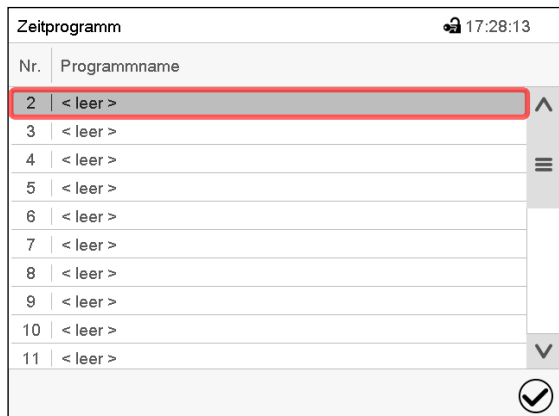 Zeitprogramm 17:28:13
Nr. Programmname
2 < leer >
3 < leer >
4 < leer >
5 < leer >
6 < leer >
7 < leer >
8 < leer >
9 < leer >
10 < leer >
11 < leer >